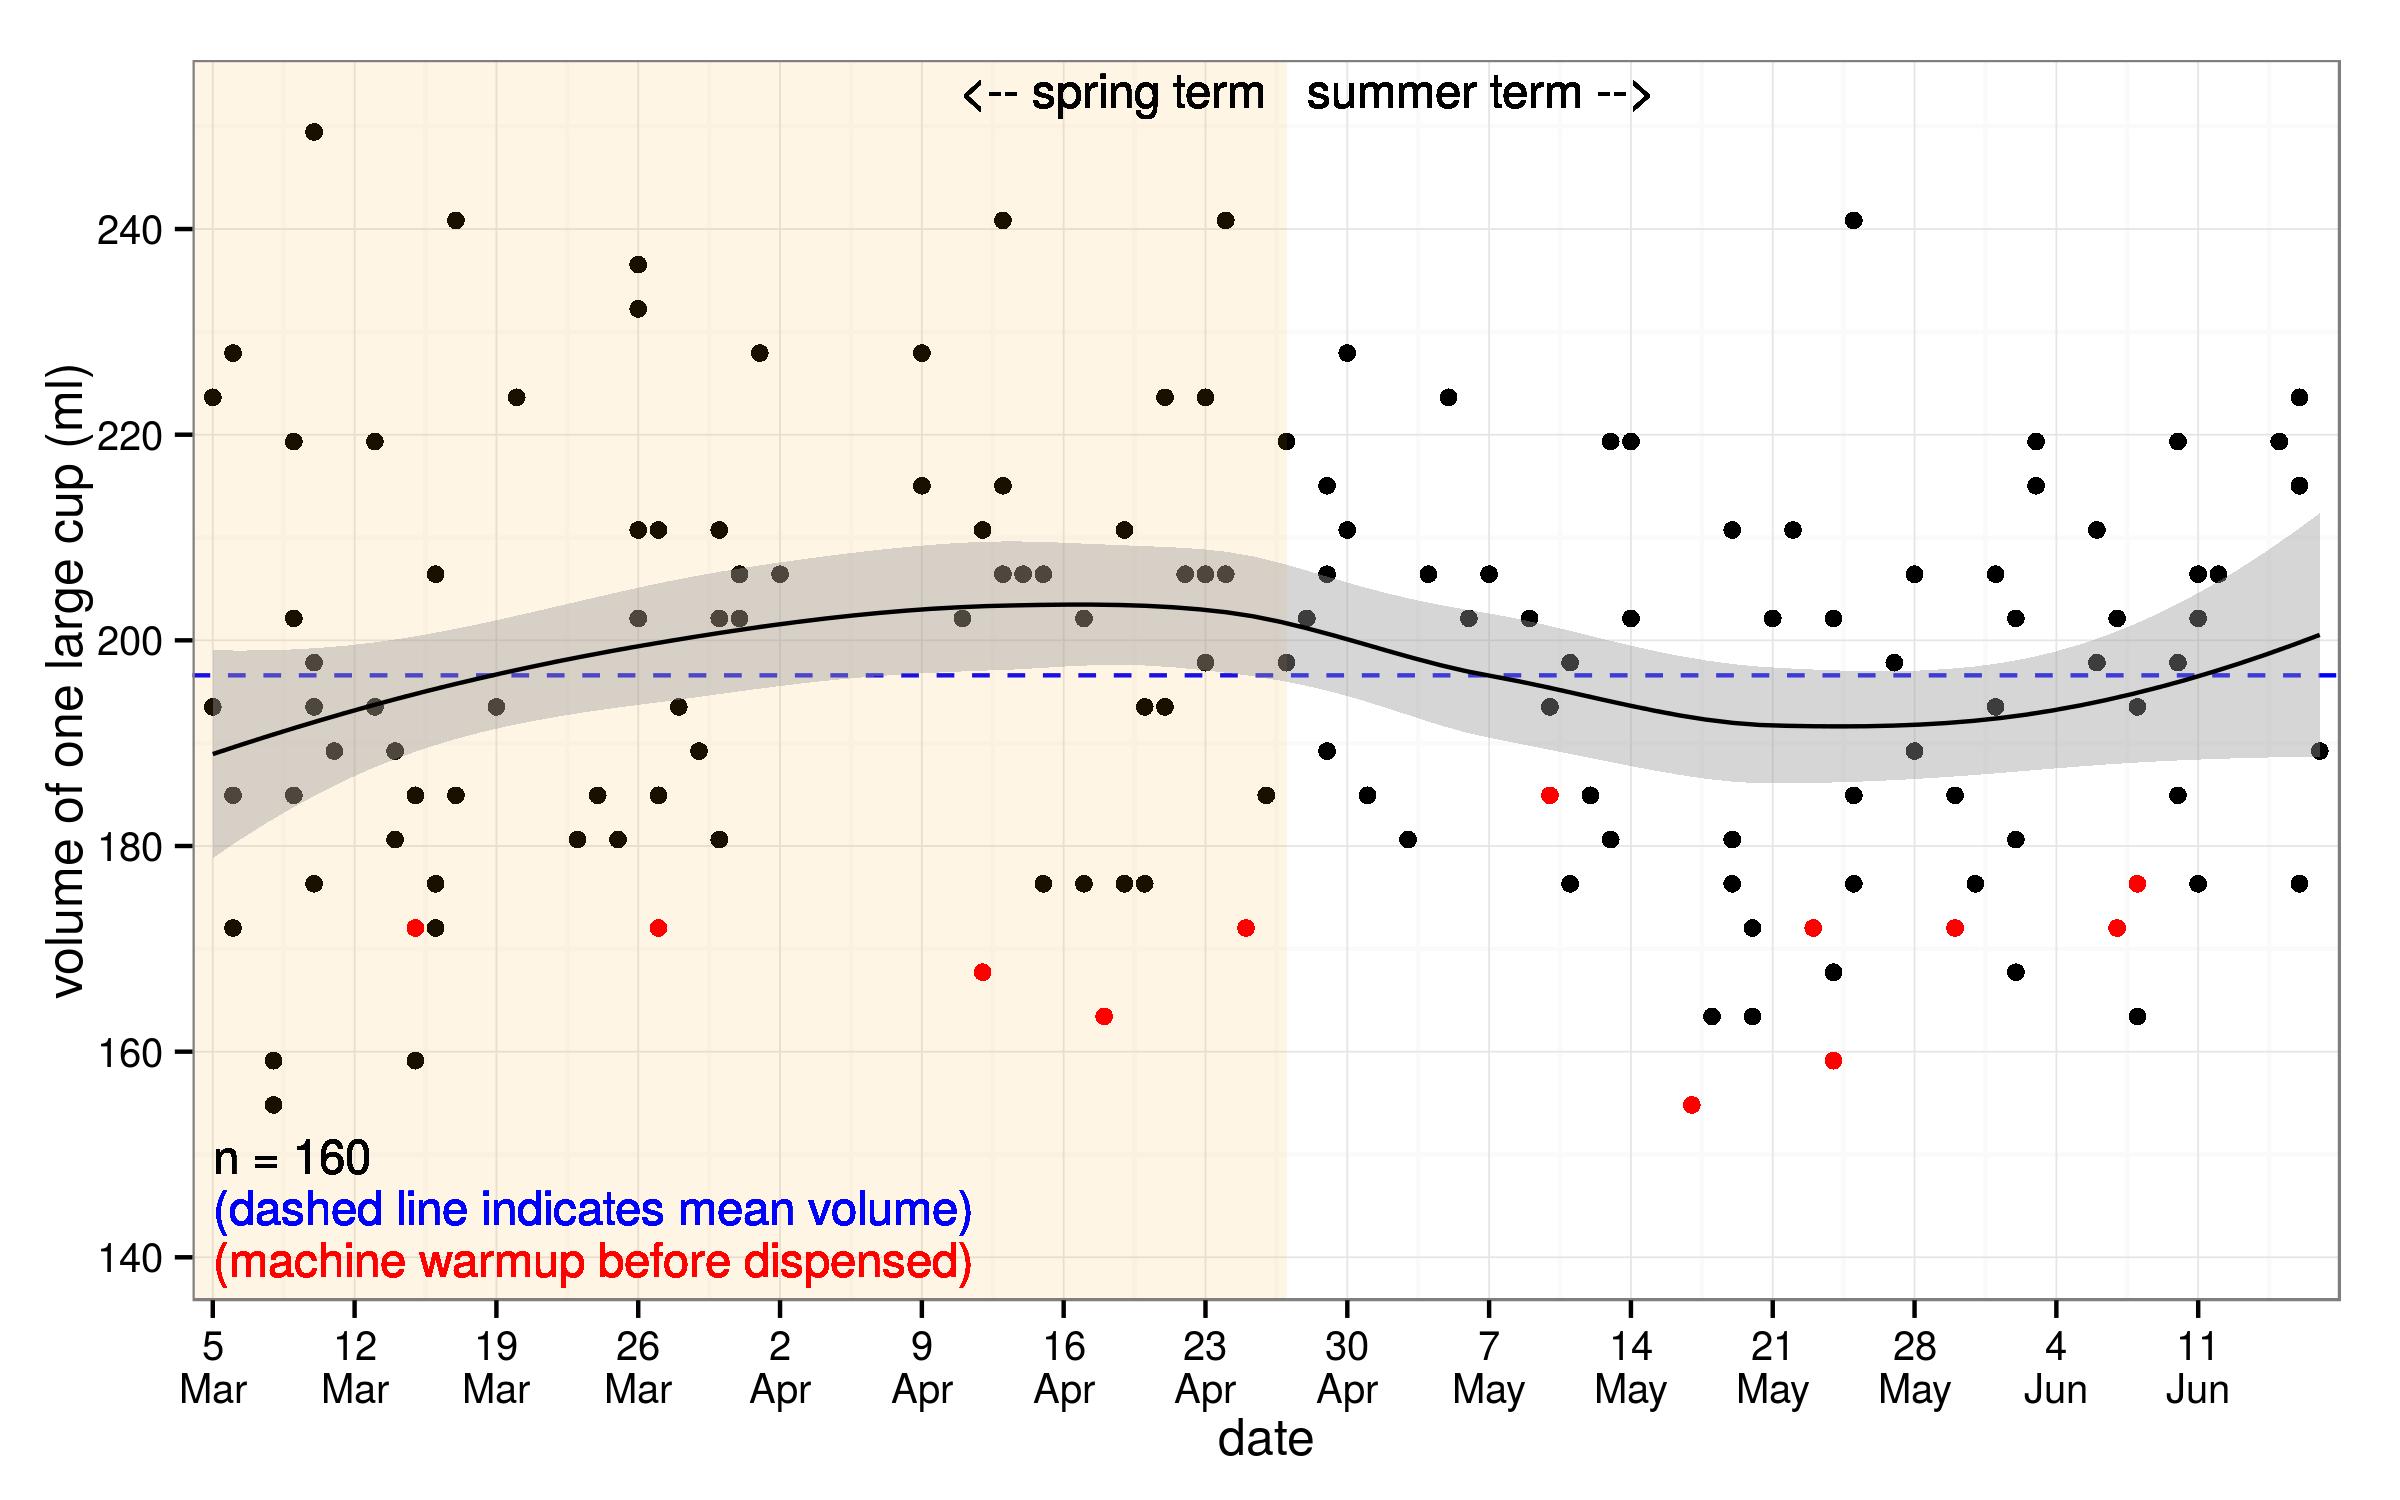 <-- spring term summer term -->
volume of one large cup (ml)
240
220
200
180
160
140
n = 160
(dashed line indicates mean volume)
(machine warmup before dispensed)
5 12 19 26 2 9 16 23 30 7 14 21 28 4 11
Mar Mar Mar Mar Apr Apr Apr Apr Apr May May May May Jun Jun
date